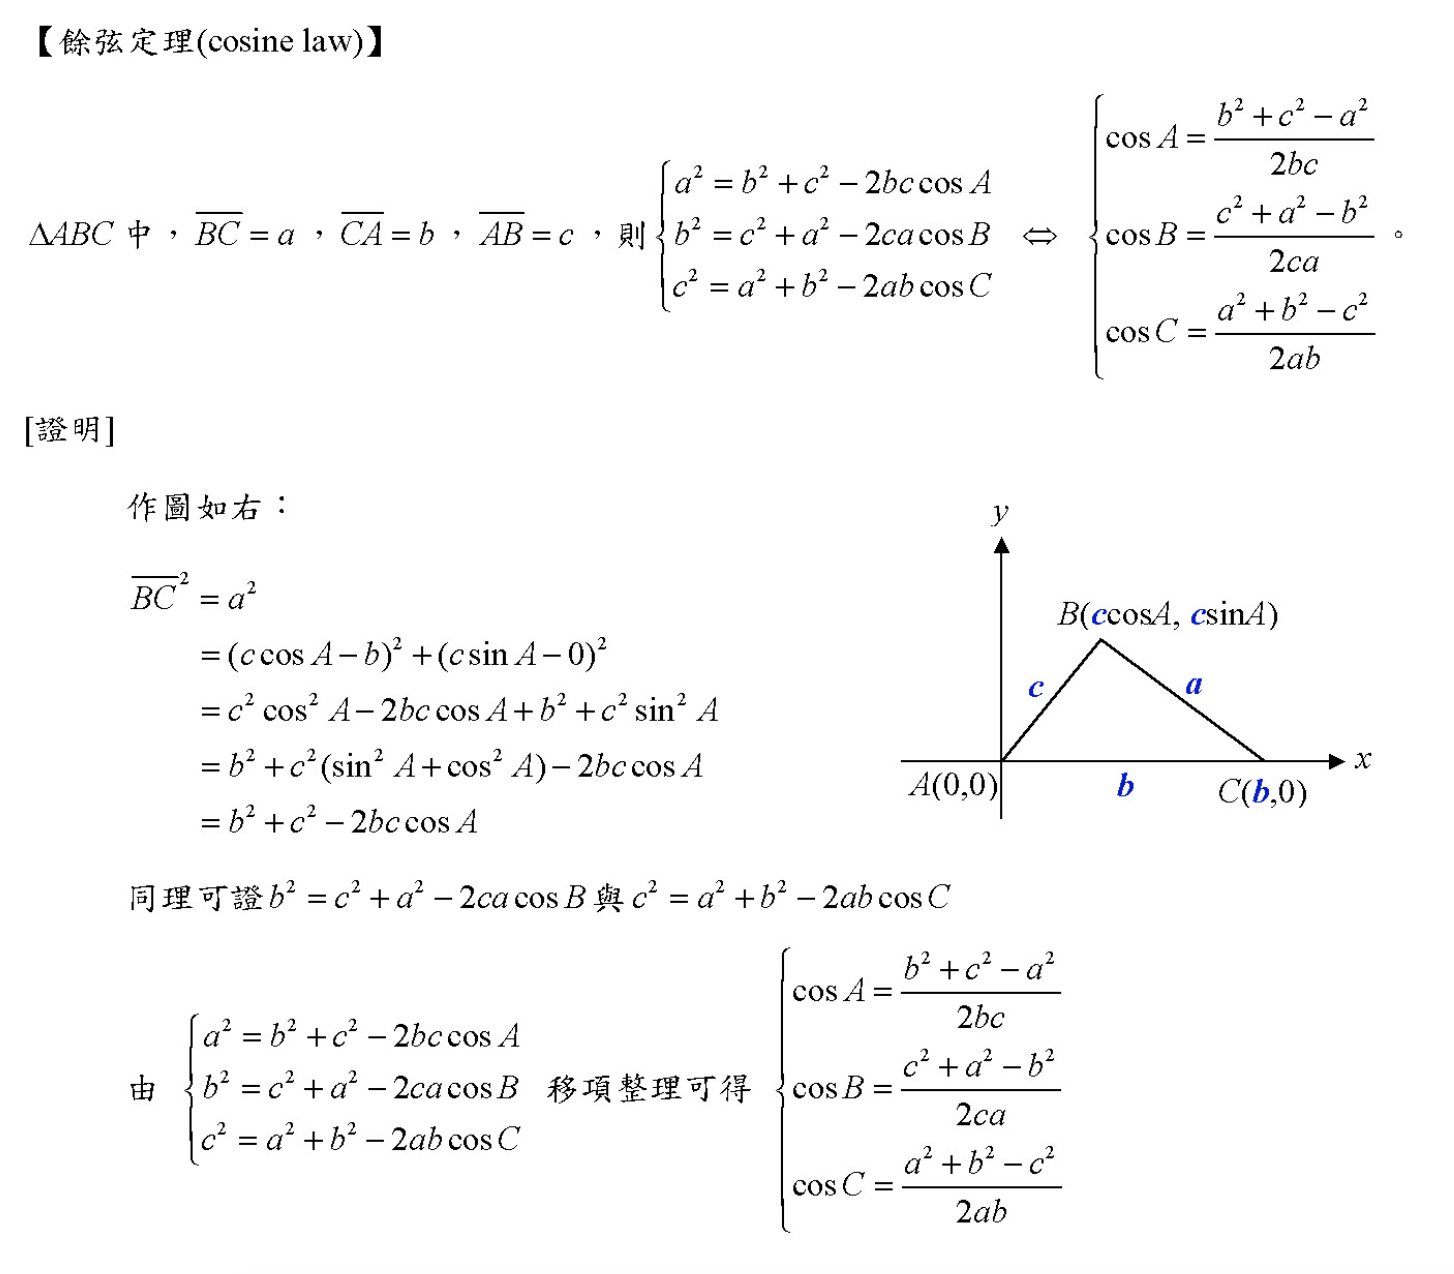 【餘弦定理(cosine law)】
ΔABC 中，$\overline{BC}=a$，$\overline{CA}=b$，$\overline{AB}=c$，則 $\begin{cases} a^2=b^2+c^2-2bc\cos A \\ b^2=c^2+a^2-2ca\cos B \\ c^2=a^2+b^2-2ab\cos C \end{cases} \Leftrightarrow \begin{cases} \cos A=\dfrac{b^2+c^2-a^2}{2bc} \\ \cos B=\dfrac{c^2+a^2-b^2}{2ca} \\ \cos C=\dfrac{a^2+b^2-c^2}{2ab} \end{cases}$。
[證明]
作圖如右：
$\overline{BC}^2=a^2$
$=(c\cos A-b)^2+(c\sin A-0)^2$
$=c^2\cos^2 A-2bc\cos A+b^2+c^2\sin^2 A$
$=b^2+c^2(\sin^2 A+\cos^2 A)-2bc\cos A$
$=b^2+c^2-2bc\cos A$
y
B(ccosA, csinA)
c
a
x
A(0,0)
b
C(b,0)
同理可證 $b^2=c^2+a^2-2ca\cos B$ 與 $c^2=a^2+b^2-2ab\cos C$
由 $\begin{cases} a^2=b^2+c^2-2bc\cos A \\ b^2=c^2+a^2-2ca\cos B \\ c^2=a^2+b^2-2ab\cos C \end{cases}$ 移項整理可得 $\begin{cases} \cos A=\dfrac{b^2+c^2-a^2}{2bc} \\ \cos B=\dfrac{c^2+a^2-b^2}{2ca} \\ \cos C=\dfrac{a^2+b^2-c^2}{2ab} \end{cases}$